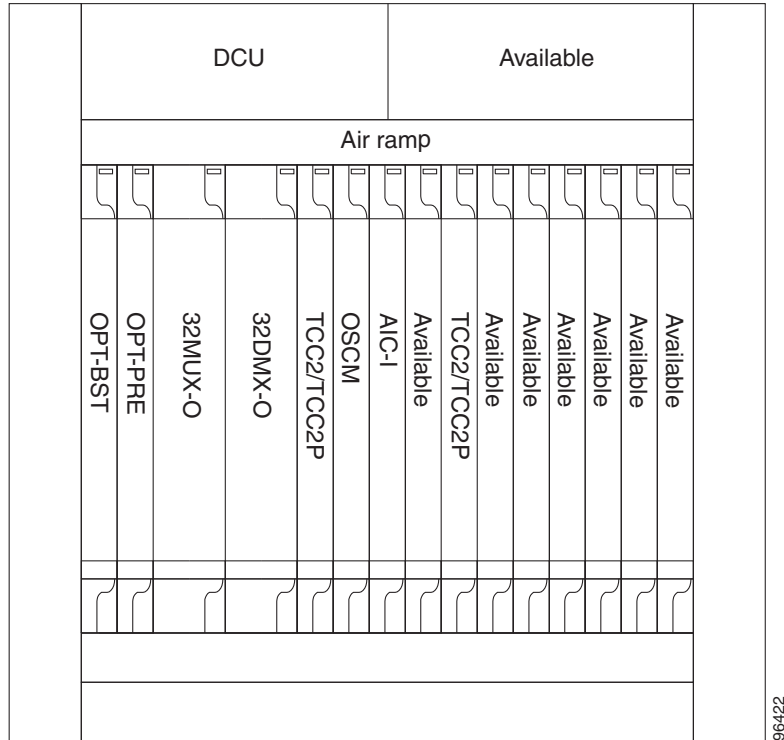 DCU
Available
Air ramp
OPT-BST
OPT-PRE
32MUX-O
32DMX-O
TCC2/TCC2P
OSCM
AIC-I
Available
TCC2/TCC2P
Available
Available
Available
Available
Available
Available
96422